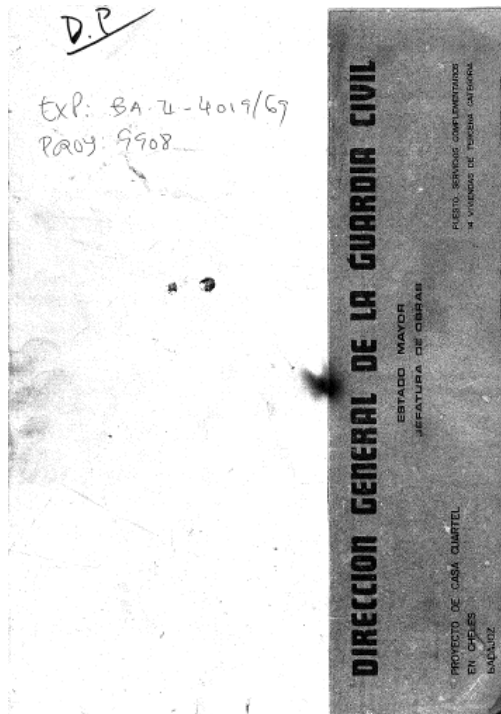 D.P
EXP: BA-VI-4019/69
PROY 9908
DIRECCION GENERAL DE LA GUARDIA CIVIL
ESTADO MAYOR
JEFATURA DE OBRAS
PROYECTO DE CASA CUARTEL
EN CHELES
BADAJOZ
PUESTO, SERVICIOS COMPLEMENTARIOS
14 VIVIENDAS DE TERCERA CATEGORIA